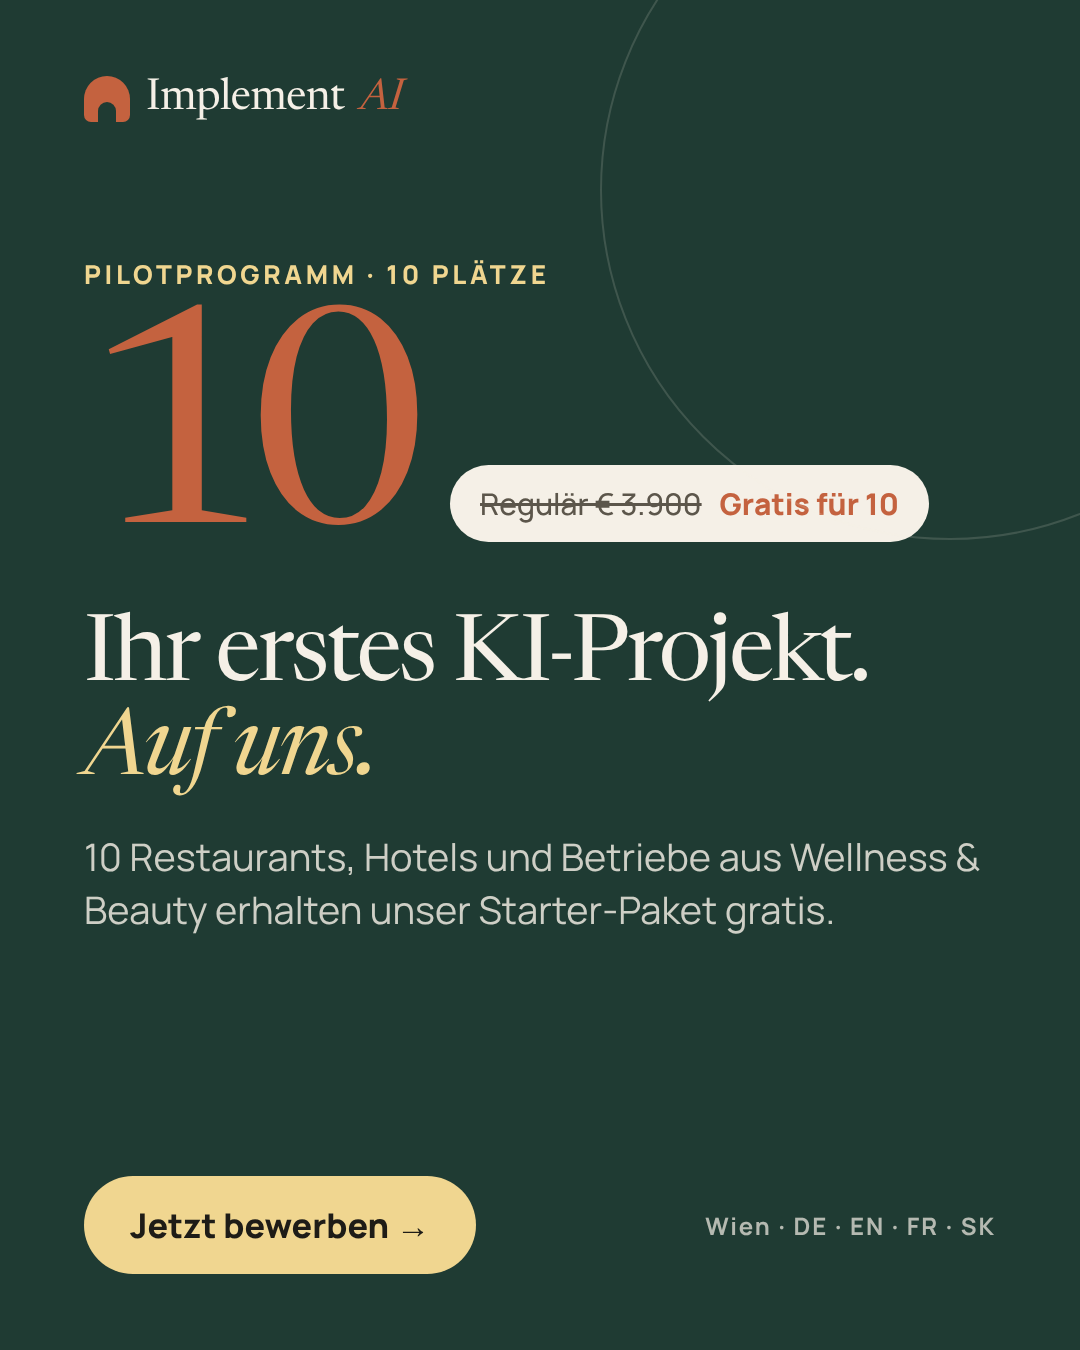 Implement AI
PILOTPROGRAMM · 10 PLÄTZE
10
Regulär € 3.900 Gratis für 10
Ihr erstes KI-Projekt.
Auf uns.
10 Restaurants, Hotels und Betriebe aus Wellness &
Beauty erhalten unser Starter-Paket gratis.
Jetzt bewerben →
Wien · DE · EN · FR · SK